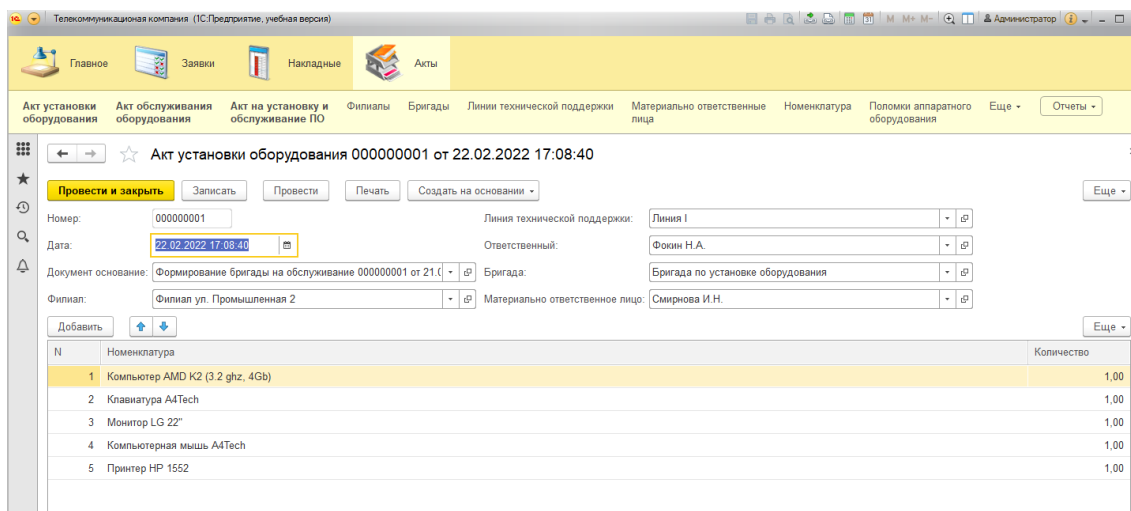 Телекоммуникационая компания (1С:Предприятие, учебная версия)
M M+ M-
Администратор
Главное Заявки Накладные Акты
Акт установки оборудования Акт обслуживания оборудования Акт на установку и обслуживание ПО Филиалы Бригады Линии технической поддержки Материально ответственные лица Номенклатура Поломки аппаратного оборудования Еще Отчеты
Акт установки оборудования 000000001 от 22.02.2022 17:08:40
Провести и закрыть Записать Провести Печать Создать на основании Еще
Номер: 000000001 Линия технической поддержки: Линия I
Дата: 22.02.2022 17:08:40 Ответственный: Фокин Н.А.
Документ основание: Формирование бригады на обслуживание 000000001 от 21.0 Бригада: Бригада по установке оборудования
Филиал: Филиал ул. Промышленная 2 Материально ответственное лицо: Смирнова И.Н.
Добавить Еще
N Номенклатура Количество
1 Компьютер AMD K2 (3.2 ghz, 4Gb) 1,00
2 Клавиатура A4Tech 1,00
3 Монитор LG 22" 1,00
4 Компьютерная мышь A4Tech 1,00
5 Принтер HP 1552 1,00